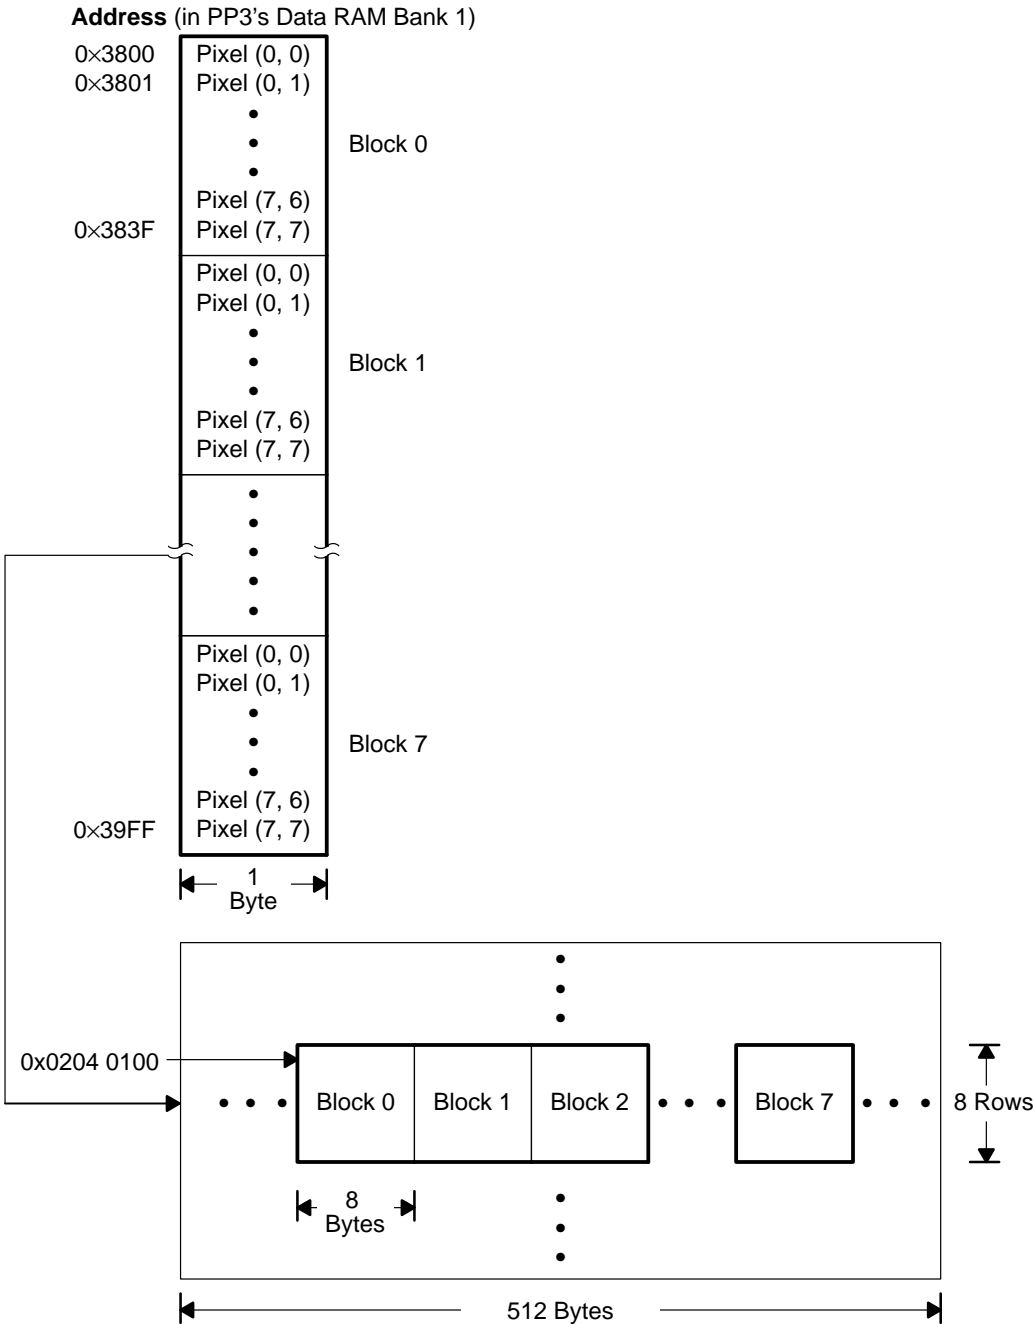 Address (in PP3's Data RAM Bank 1)
0×3800 Pixel (0, 0)
0×3801 Pixel (0, 1)
Block 0
Pixel (7, 6)
0×383F Pixel (7, 7)
Pixel (0, 0)
Pixel (0, 1)
Block 1
Pixel (7, 6)
Pixel (7, 7)
Pixel (0, 0)
Pixel (0, 1)
Block 7
Pixel (7, 6)
0×39FF Pixel (7, 7)
1
Byte
0x0204 0100
Block 0 Block 1 Block 2 Block 7 8 Rows
8
Bytes
512 Bytes